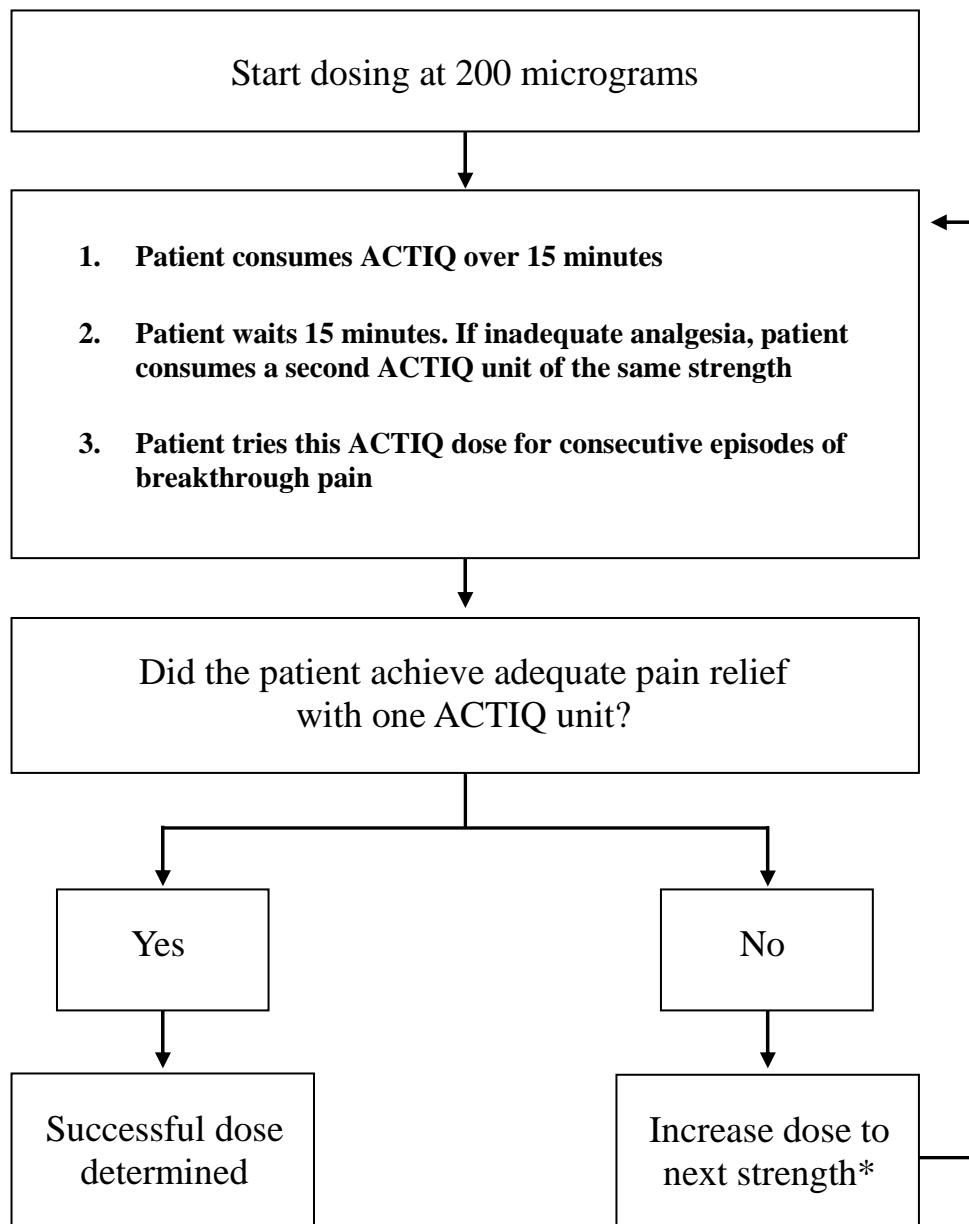 Start dosing at 200 micrograms
1. Patient consumes ACTIQ over 15 minutes
2. Patient waits 15 minutes. If inadequate analgesia, patient
consumes a second ACTIQ unit of the same strength
3. Patient tries this ACTIQ dose for consecutive episodes of
breakthrough pain
Did the patient achieve adequate pain relief
with one ACTIQ unit?
Yes
No
Successful dose
determined
Increase dose to
next strength*